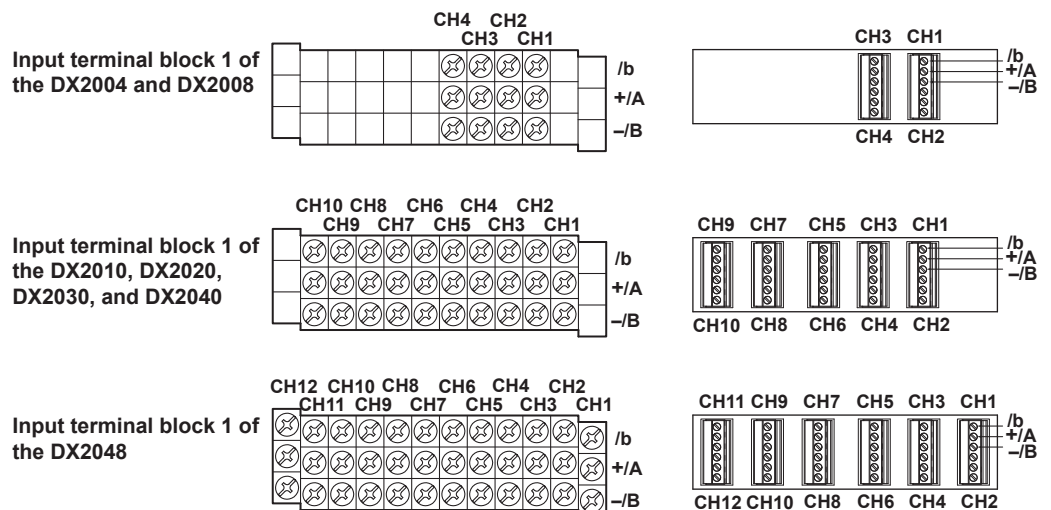 CH4 CH2
CH3 CH1
Input terminal block 1 of
the DX2004 and DX2008
/b
+/A
–/B
CH3 CH1
/b
+/A
–/B
CH4 CH2
CH10 CH8 CH6 CH4 CH2
CH9 CH7 CH5 CH3 CH1
Input terminal block 1 of
the DX2010, DX2020,
DX2030, and DX2040
/b
+/A
–/B
CH9 CH7 CH5 CH3 CH1
/b
+/A
–/B
CH10 CH8 CH6 CH4 CH2
CH12 CH10 CH8 CH6 CH4 CH2
CH11 CH9 CH7 CH5 CH3 CH1
Input terminal block 1 of
the DX2048
/b
+/A
–/B
CH11 CH9 CH7 CH5 CH3 CH1
/b
+/A
–/B
CH12 CH10 CH8 CH6 CH4 CH2